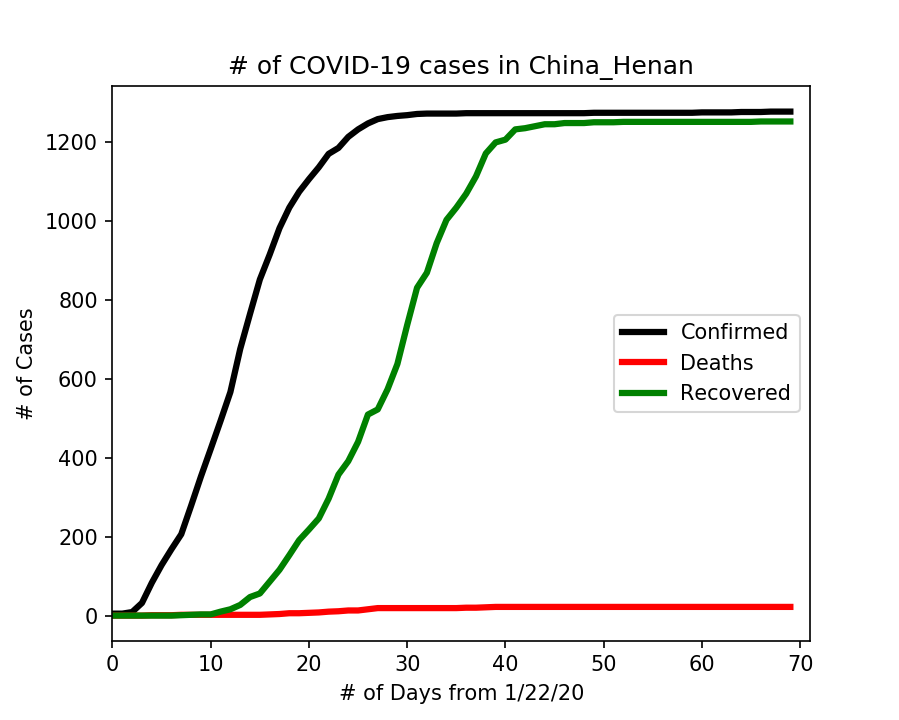 # of COVID-19 cases in China_Henan
1200
1000
800
600
400
200
0
# of Cases
Confirmed
Deaths
Recovered
0 10 20 30 40 50 60 70
# of Days from 1/22/20